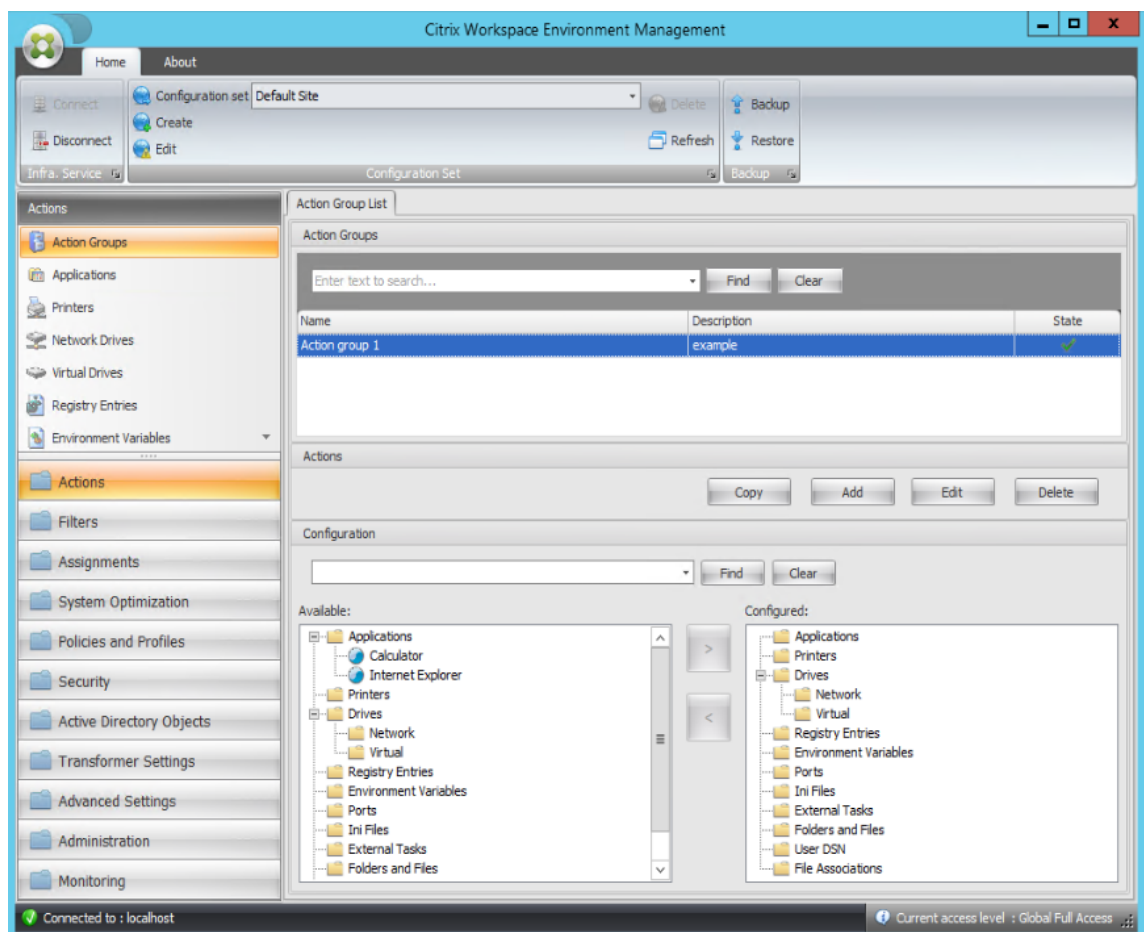 Citrix Workspace Environment Management
Home About
Connect
Disconnect
Infra. Service
Configuration set Default Site
Create
Edit
Delete
Refresh
Configuration Set
Backup
Restore
Backup
Actions
Action Groups
Applications
Printers
Network Drives
Virtual Drives
Registry Entries
Environment Variables
Actions
Filters
Assignments
System Optimization
Policies and Profiles
Security
Active Directory Objects
Transformer Settings
Advanced Settings
Administration
Monitoring
Action Group List
Action Groups
Enter text to search...
Find Clear
Name Description State
Action group 1 example
Actions
Copy Add Edit Delete
Configuration
Find Clear
Available:
Applications
Calculator
Internet Explorer
Printers
Drives
Network
Virtual
Registry Entries
Environment Variables
Ports
Ini Files
External Tasks
Folders and Files
Configured:
Applications
Printers
Drives
Network
Virtual
Registry Entries
Environment Variables
Ports
Ini Files
External Tasks
Folders and Files
User DSN
File Associations
Connected to : localhost
Current access level : Global Full Access